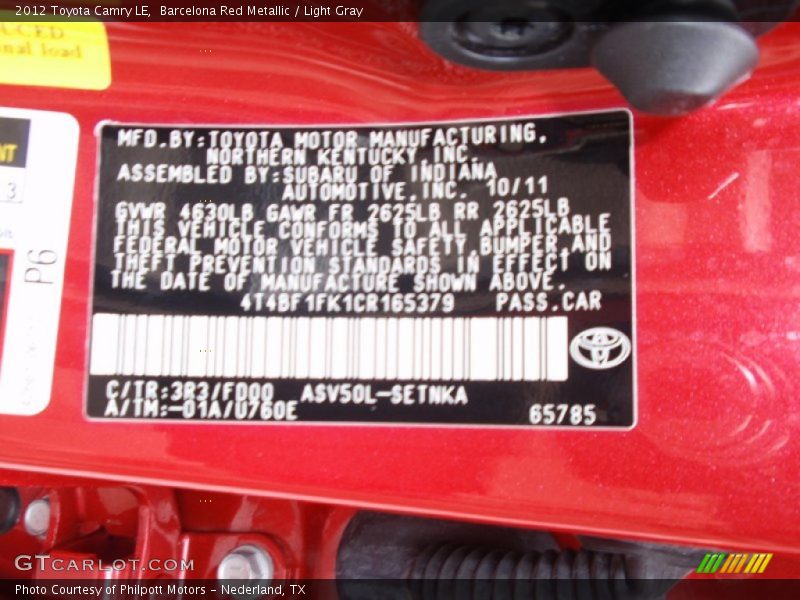 2012 Toyota Camry LE, Barcelona Red Metallic / Light Gray
nal load
NT
3
P6
MFD.BY:TOYOTA MOTOR MANUFACTURING,
NORTHERN KENTUCKY,INC.
ASSEMBLED BY:SUBARU OF INDIANA
AUTOMOTIVE,INC. 10/11
GVWR 4630LB GAWR FR 2625LB RR 2625LB
THIS VEHICLE CONFORMS TO ALL APPLICABLE
FEDERAL MOTOR VEHICLE SAFETY,BUMPER,AND
THEFT PREVENTION STANDARDS IN EFFECT ON
THE DATE OF MANUFACTURE SHOWN ABOVE.
4T4BF1FK1CR165379 PASS.CAR
C/TR:3R3/FD00 ASV50L-SETNKA
A/TM:-01A/U760E 65785
GTCARLOT.COM
Photo Courtesy of Philpott Motors – Nederland, TX